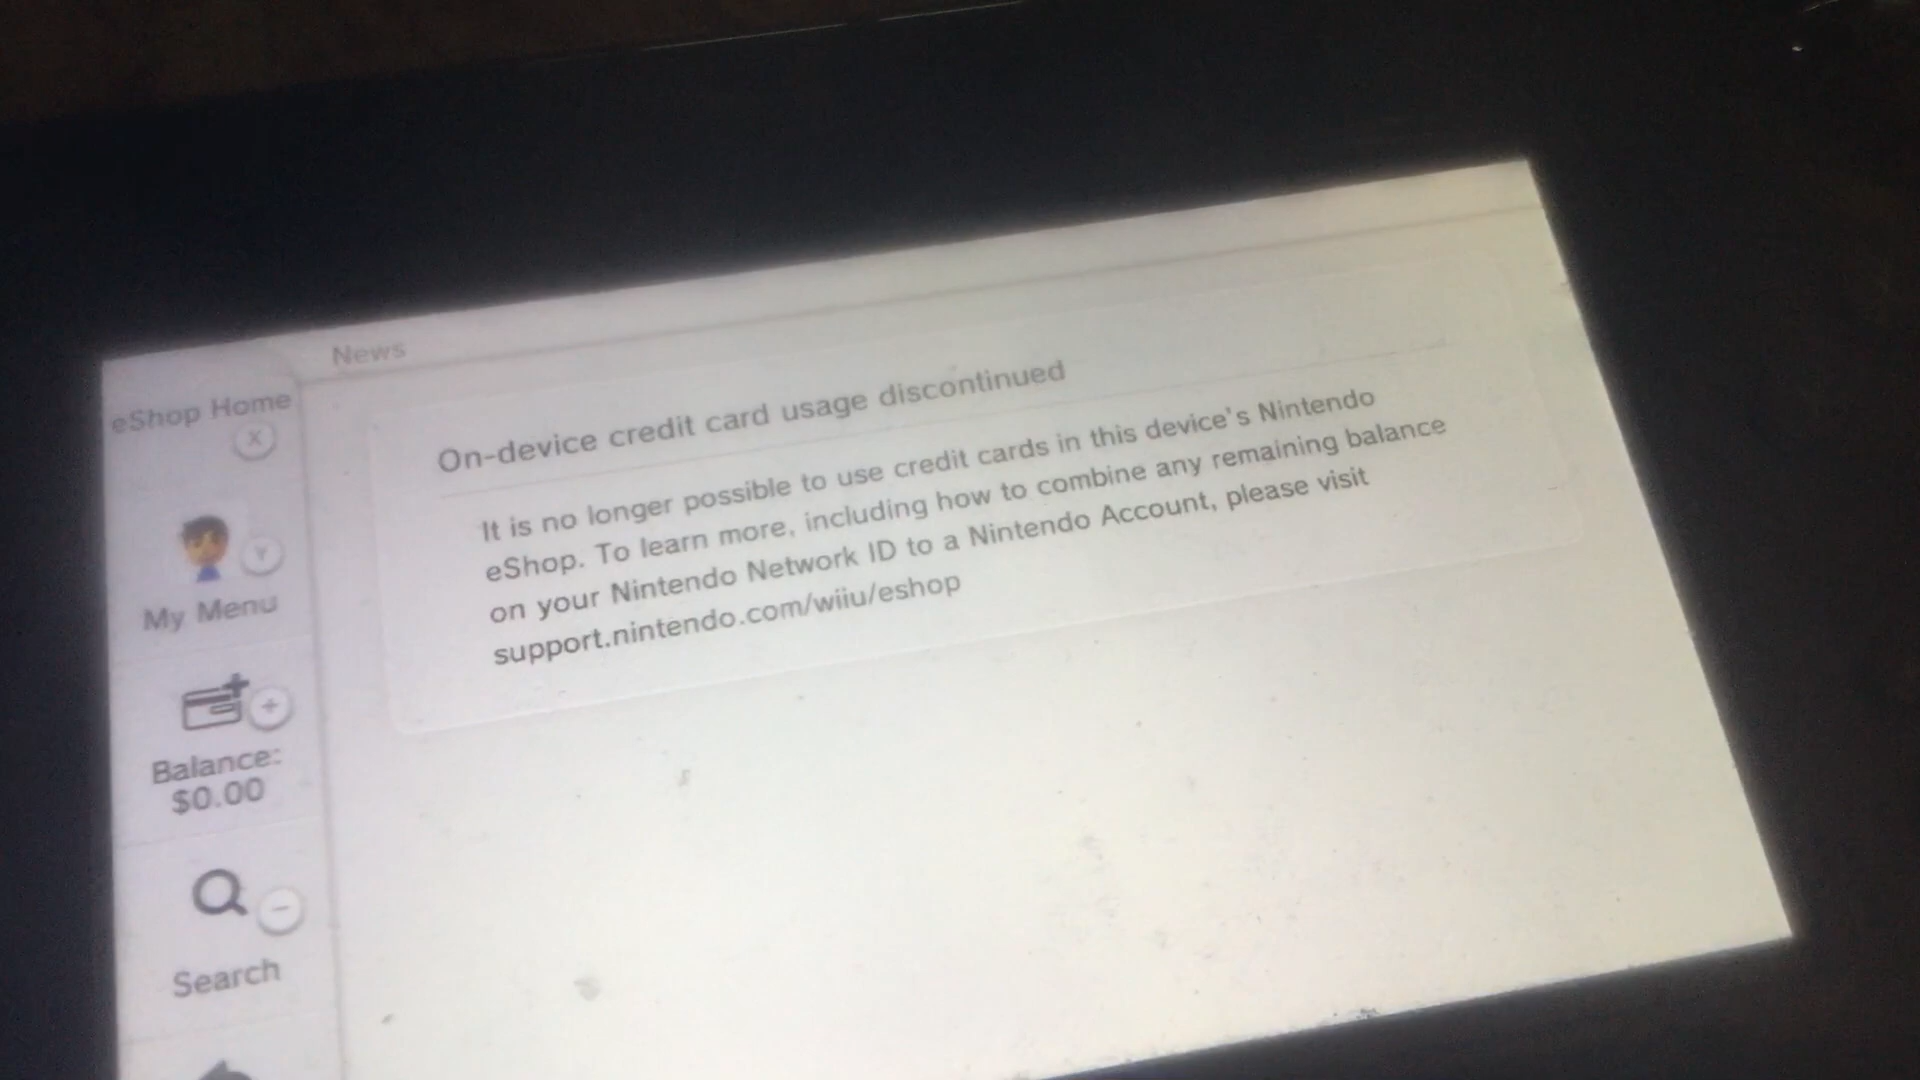 News
eShop Home
X
Y
My Menu
+
Balance:
$0.00
-
Search
On-device credit card usage discontinued
It is no longer possible to use credit cards in this device's Nintendo
eShop. To learn more, including how to combine any remaining balance
on your Nintendo Network ID to a Nintendo Account, please visit
support.nintendo.com/wiiu/eshop